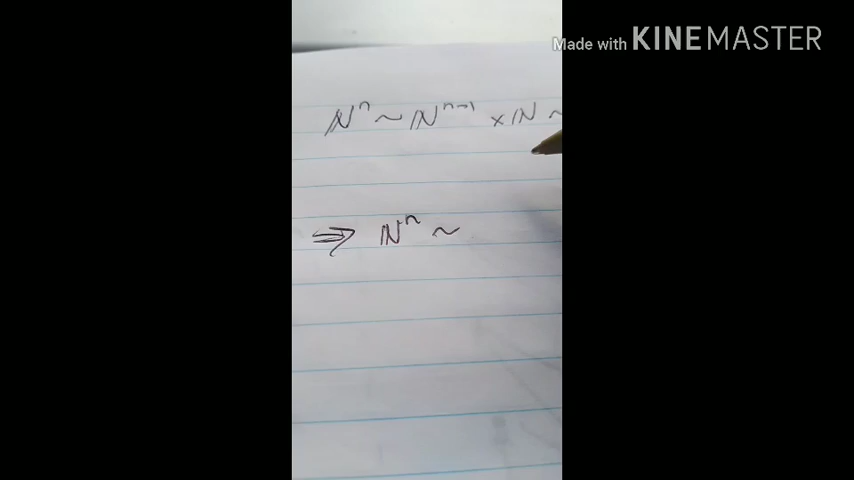 Made with KINEMASTER
ℕⁿ ~ ℕⁿ⁻¹ × ℕ ~
⇒ ℕⁿ ~